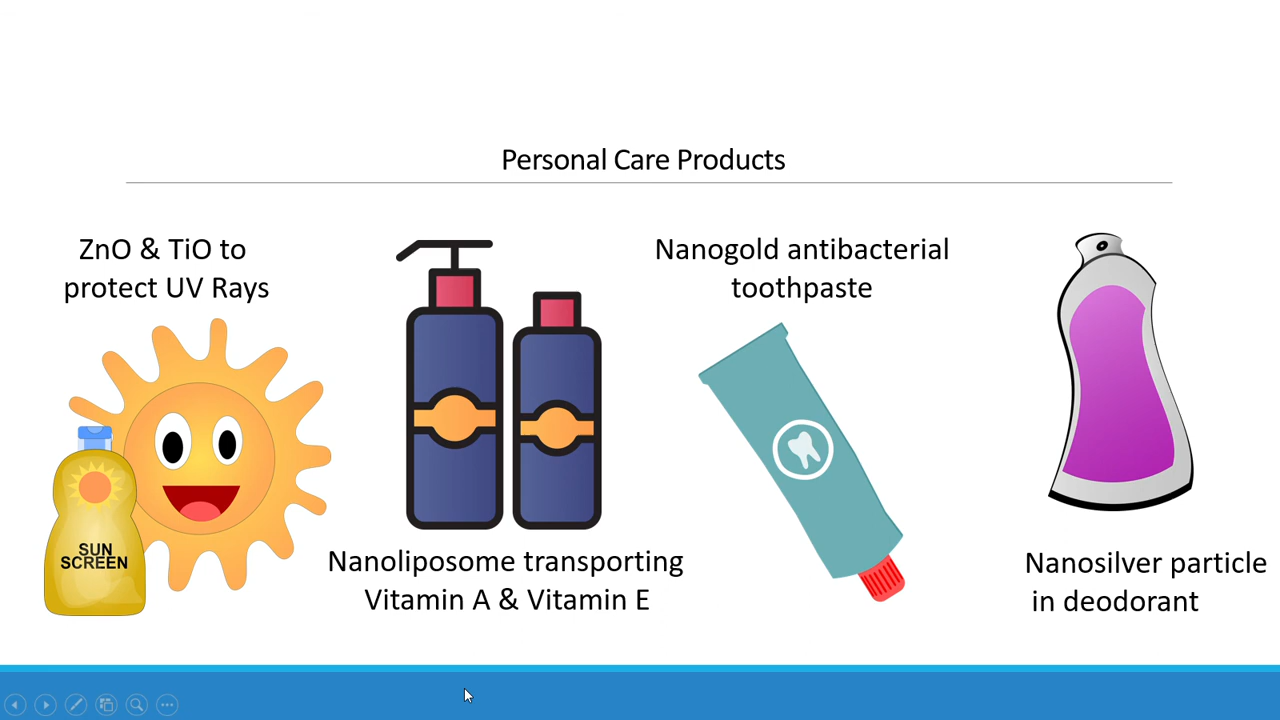 Personal Care Products
ZnO & TiO to
protect UV Rays
SUN
SCREEN
Nanoliposome transporting
Vitamin A & Vitamin E
Nanogold antibacterial
toothpaste
Nanosilver particle
in deodorant